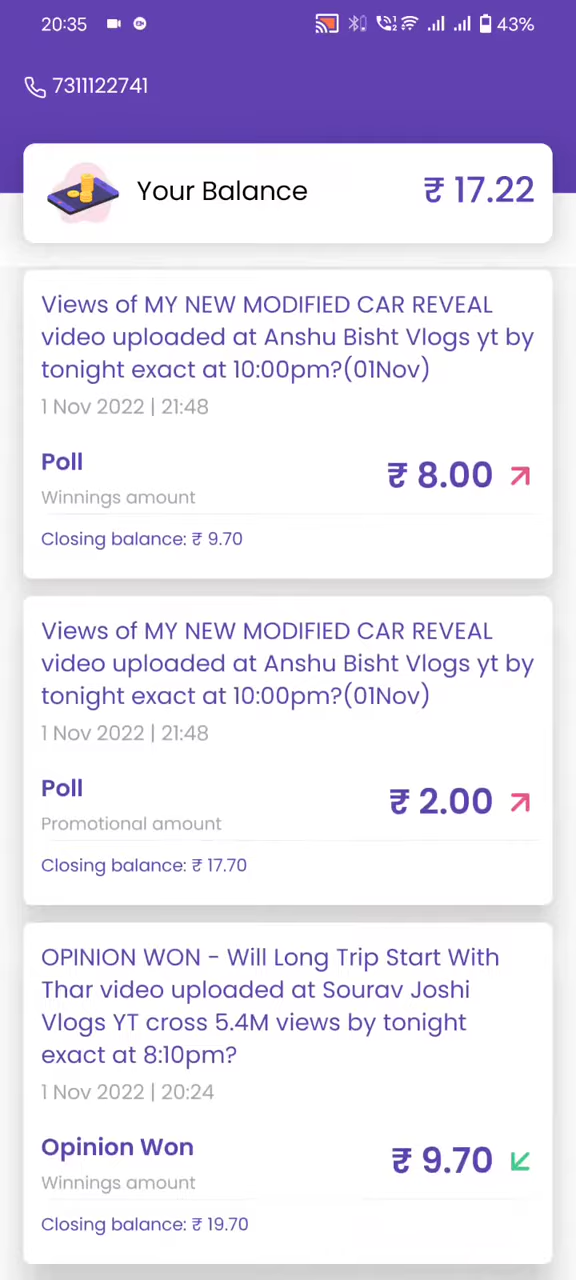 20:35
43%
7311122741
Your Balance
₹ 17.22
Views of MY NEW MODIFIED CAR REVEAL
video uploaded at Anshu Bisht Vlogs yt by
tonight exact at 10:00pm?(01Nov)
1 Nov 2022 | 21:48
Poll
₹ 8.00
Winnings amount
Closing balance: ₹ 9.70
Views of MY NEW MODIFIED CAR REVEAL
video uploaded at Anshu Bisht Vlogs yt by
tonight exact at 10:00pm?(01Nov)
1 Nov 2022 | 21:48
Poll
₹ 2.00
Promotional amount
Closing balance: ₹ 17.70
OPINION WON - Will Long Trip Start With
Thar video uploaded at Sourav Joshi
Vlogs YT cross 5.4M views by tonight
exact at 8:10pm?
1 Nov 2022 | 20:24
Opinion Won
₹ 9.70
Winnings amount
Closing balance: ₹ 19.70